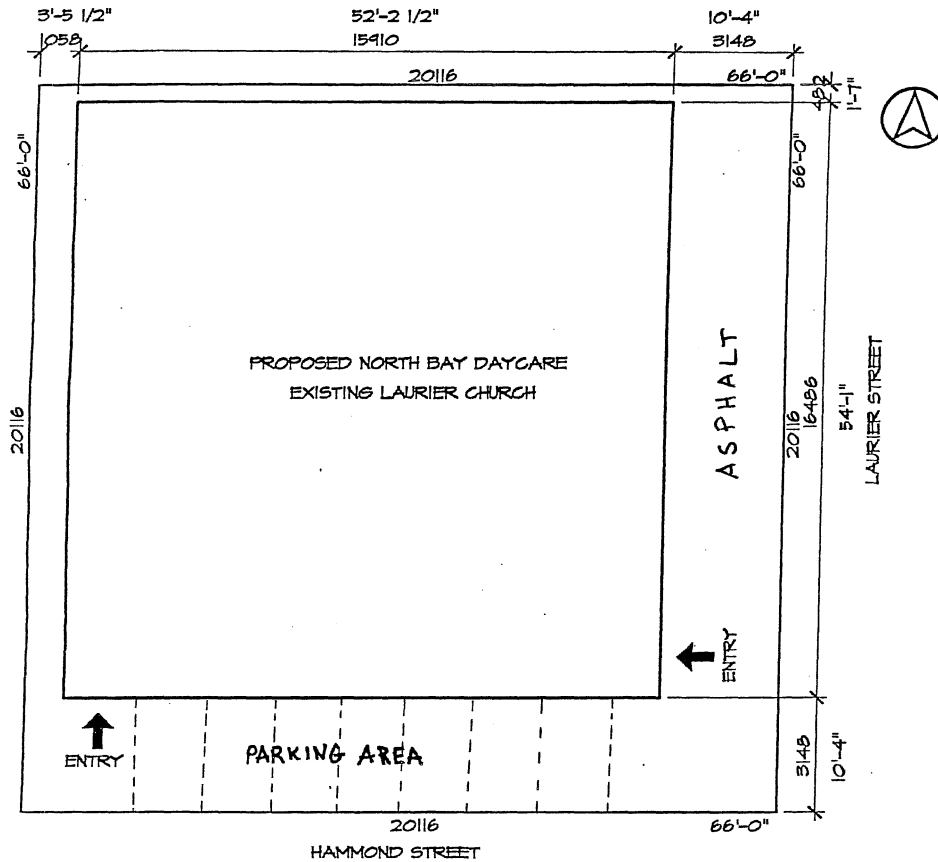 3'-5 1/2" 52'-2 1/2" 10'-4"
1058 15910 3148
20116 66'-0"
482
1'-7"
66'-0"
66'-0"
PROPOSED NORTH BAY DAYCARE
EXISTING LAURIER CHURCH
ASPHALT
20116
20116
16486
54'-1"
LAURIER STREET
ENTRY
ENTRY
PARKING AREA
3148
10'-4"
20116 66'-0"
HAMMOND STREET